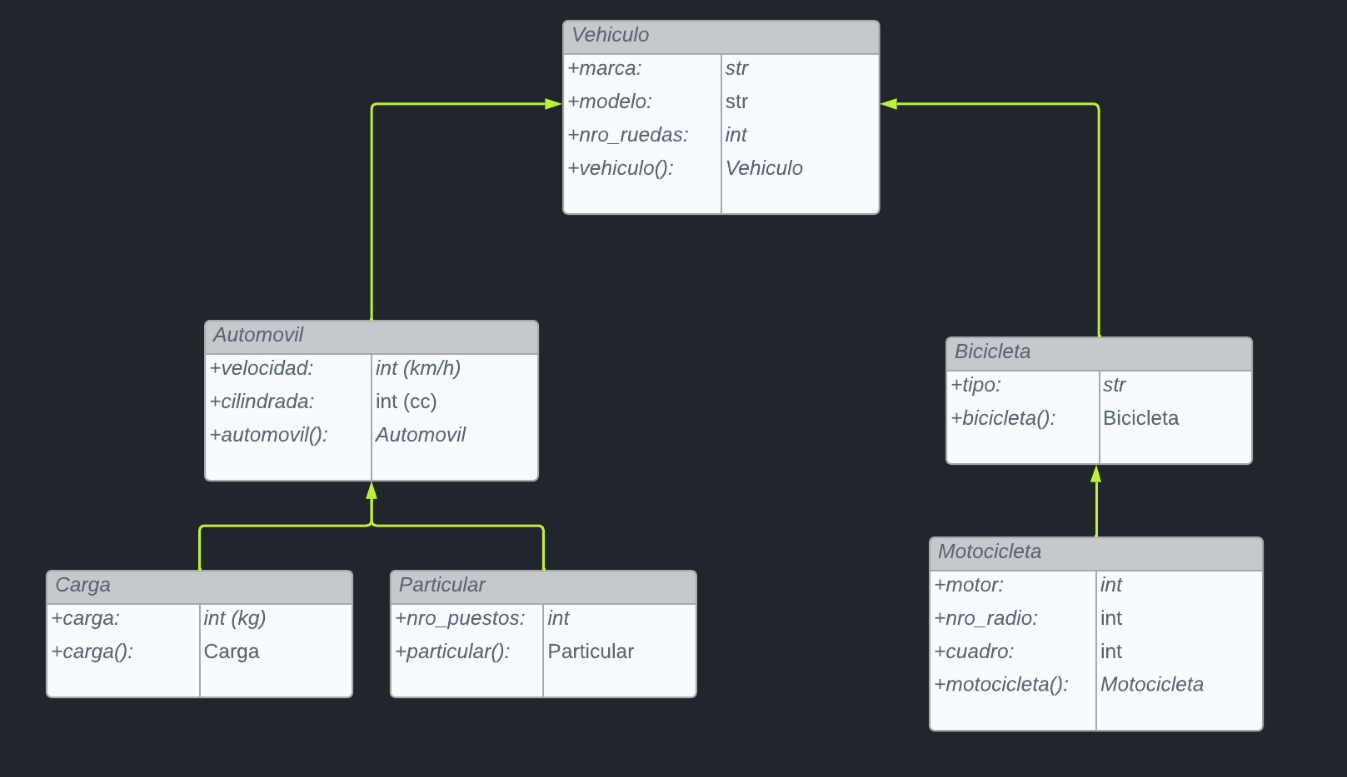 Vehiculo
+marca: str
+modelo: str
+nro_ruedas: int
+vehiculo(): Vehiculo
Automovil
+velocidad: int (km/h)
+cilindrada: int (cc)
+automovil(): Automovil
Bicicleta
+tipo: str
+bicicleta(): Bicicleta
Carga
+carga: int (kg)
+carga(): Carga
Particular
+nro_puestos: int
+particular(): Particular
Motocicleta
+motor: int
+nro_radio: int
+cuadro: int
+motocicleta(): Motocicleta